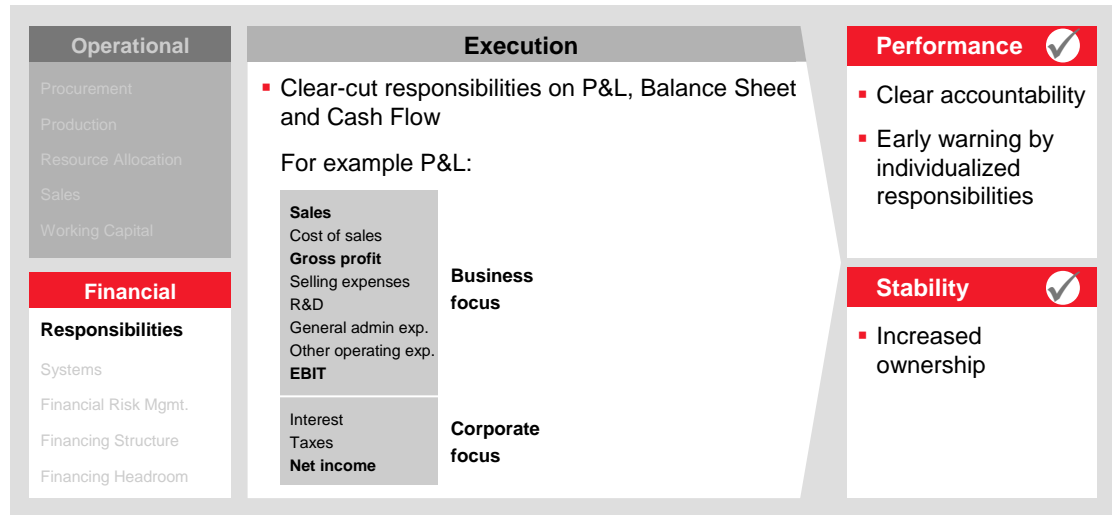 Operational
Procurement
Production
Resource Allocation
Sales
Working Capital
Financial
Responsibilities
Systems
Financial Risk Mgmt.
Financing Structure
Financing Headroom
Execution
Clear-cut responsibilities on P&L, Balance Sheet
and Cash Flow
For example P&L:
Sales
Cost of sales
Gross profit
Selling expenses
R&D
General admin exp.
Other operating exp.
EBIT
Business
focus
Interest
Taxes
Net income
Corporate
focus
Performance
Clear accountability
Early warning by
individualized
responsibilities
Stability
Increased
ownership